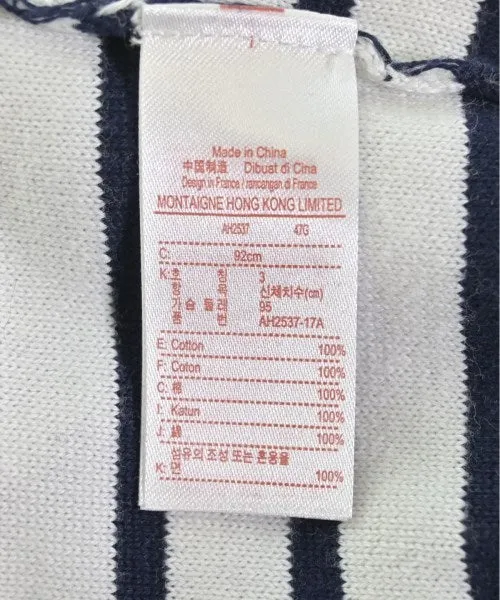 Made in China
中国制造 Dibuat di Cina
Design in France / rancangan di France
MONTAIGNE HONG KONG LIMITED
AH2537 47G
C: 92cm
K: 호 칭 3
항 목 신체치수(cm)
가슴둘레 95
품 번 AH2537-17A
E: Cotton 100%
F: Coton 100%
C: 棉 100%
I: Katun 100%
J: 綿 100%
섬유의 조성 또는 혼용율
K: 면 100%